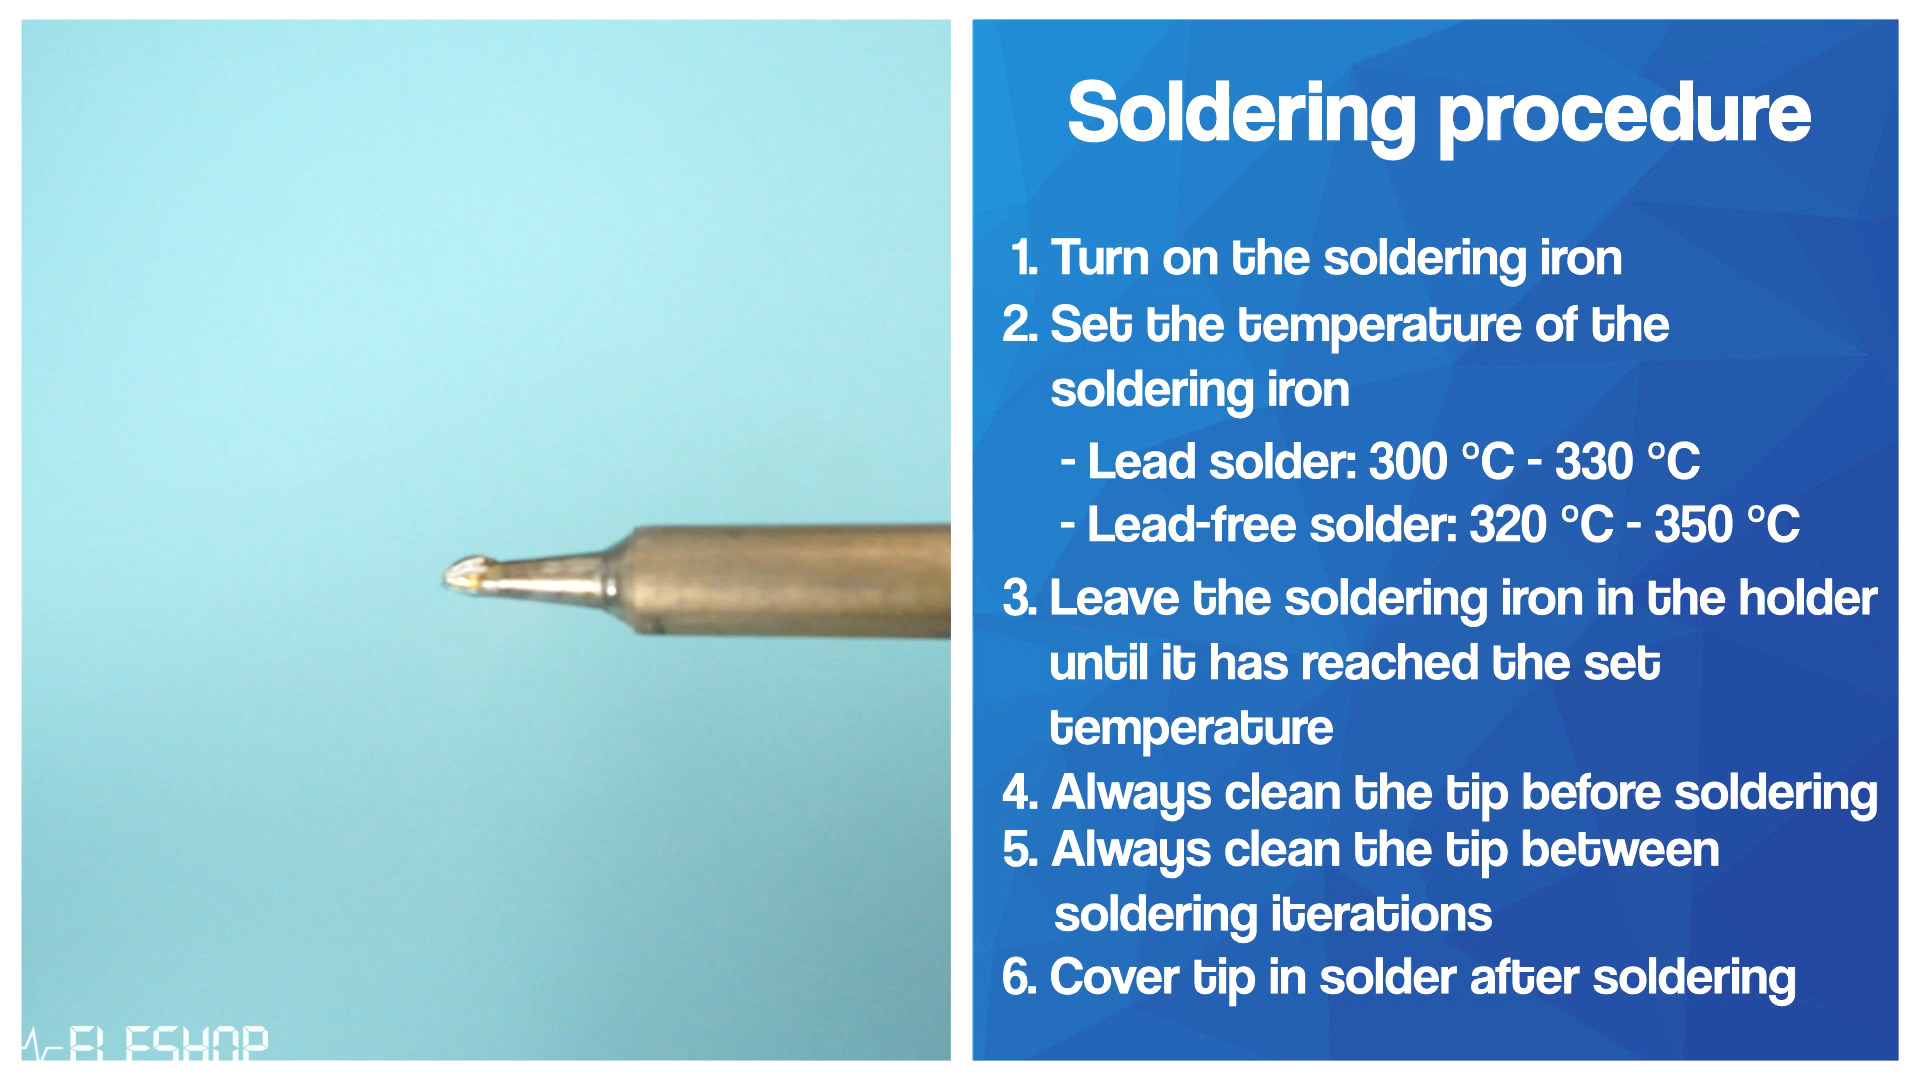 Soldering procedure
1. Turn on the soldering iron
2. Set the temperature of the
soldering iron
- Lead solder: 300 °C - 330 °C
- Lead-free solder: 320 °C - 350 °C
3. Leave the soldering iron in the holder
until it has reached the set
temperature
4. Always clean the tip before soldering
5. Always clean the tip between
soldering iterations
6. Cover tip in solder after soldering
ELESHOP